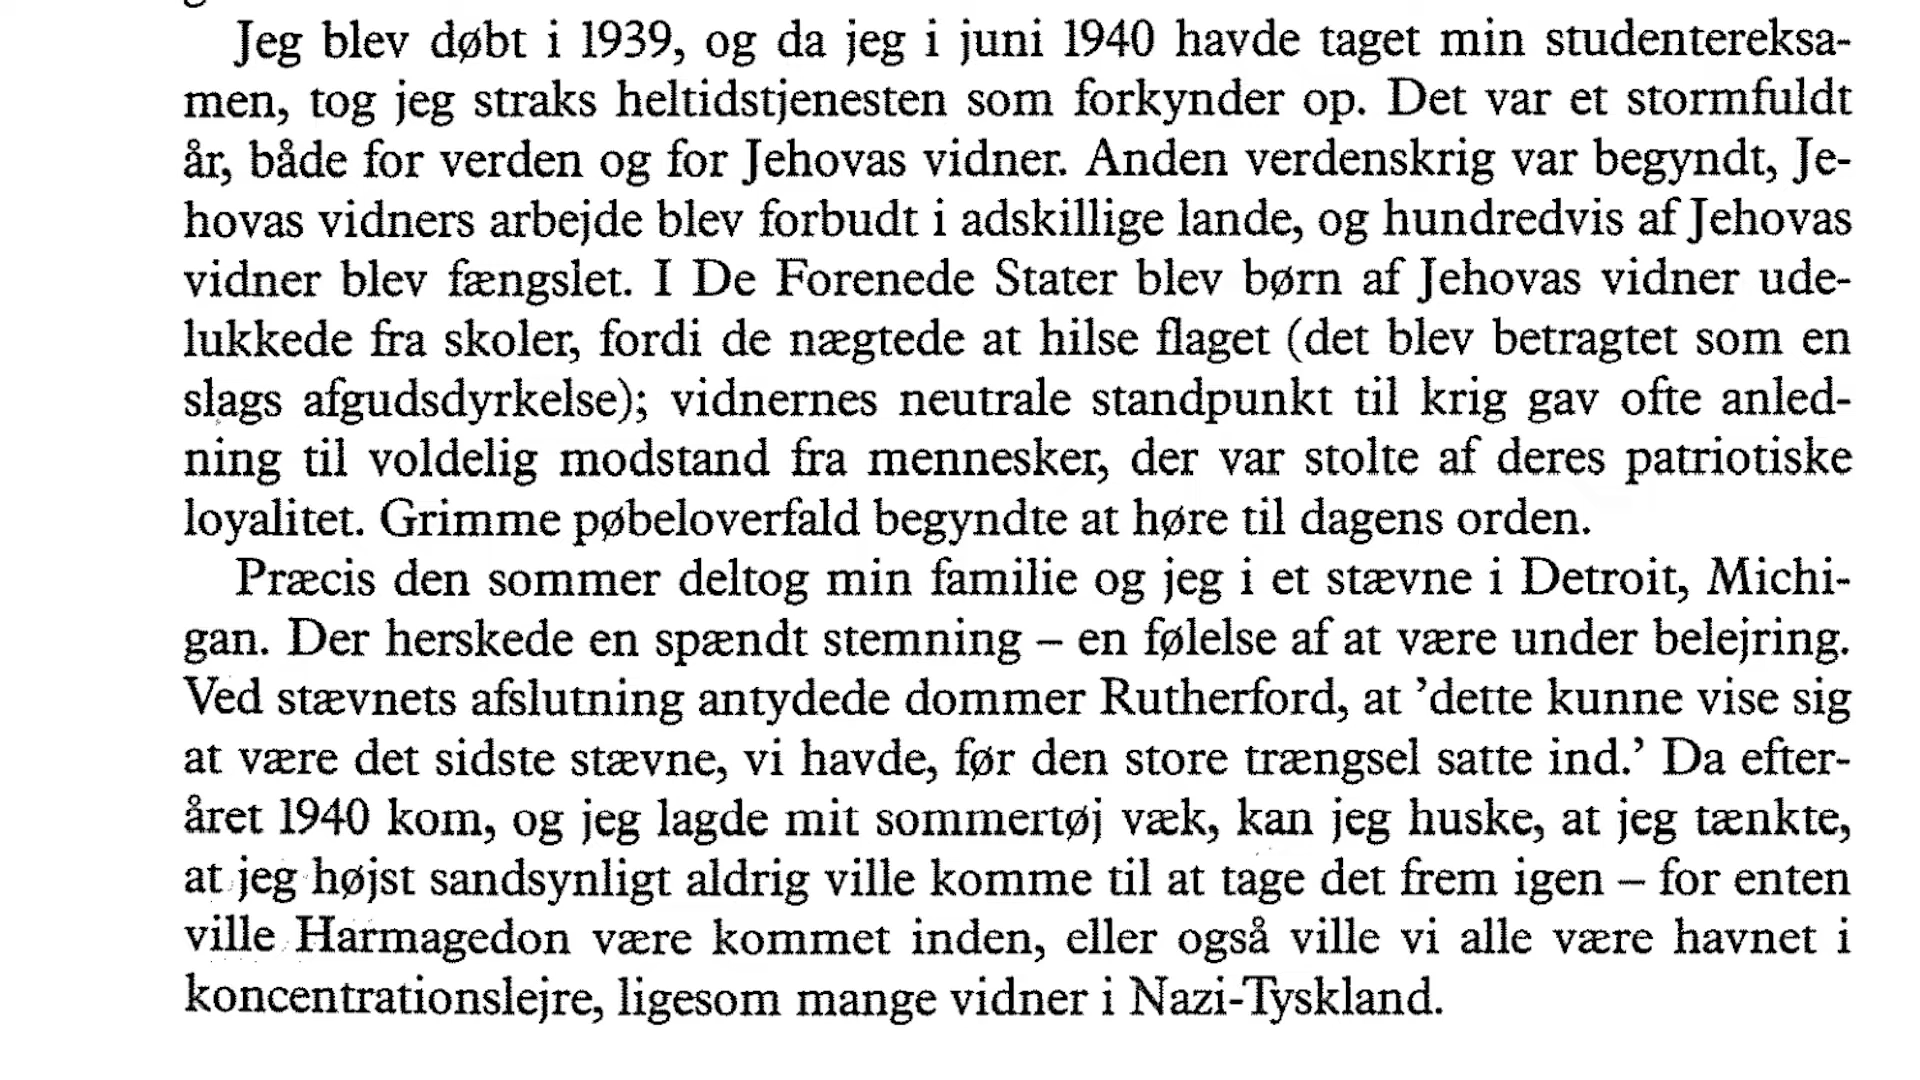 Jeg blev døbt i 1939, og da jeg i juni 1940 havde taget min studentereksa-
men, tog jeg straks heltidstjenesten som forkynder op. Det var et stormfuldt
år, både for verden og for Jehovas vidner. Anden verdenskrig var begyndt, Je-
hovas vidners arbejde blev forbudt i adskillige lande, og hundredvis af Jehovas
vidner blev fængslet. I De Forenede Stater blev børn af Jehovas vidner ude-
lukkede fra skoler, fordi de nægtede at hilse flaget (det blev betragtet som en
slags afgudsdyrkelse); vidnernes neutrale standpunkt til krig gav ofte anled-
ning til voldelig modstand fra mennesker, der var stolte af deres patriotiske
loyalitet. Grimme pøbeloverfald begyndte at høre til dagens orden.
Præcis den sommer deltog min familie og jeg i et stævne i Detroit, Michi-
gan. Der herskede en spændt stemning – en følelse af at være under belejring.
Ved stævnets afslutning antydede dommer Rutherford, at ’dette kunne vise sig
at være det sidste stævne, vi havde, før den store trængsel satte ind.’ Da efter-
året 1940 kom, og jeg lagde mit sommertøj væk, kan jeg huske, at jeg tænkte,
at jeg højst sandsynligt aldrig ville komme til at tage det frem igen – for enten
ville Harmagedon være kommet inden, eller også ville vi alle være havnet i
koncentrationslejre, ligesom mange vidner i Nazi-Tyskland.